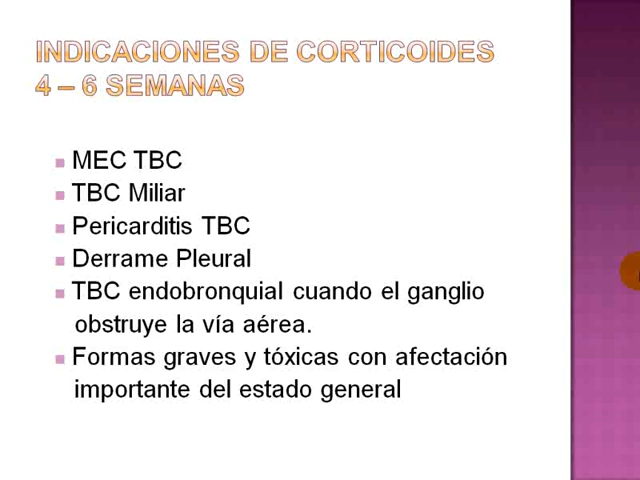 INDICACIONES DE CORTICOIDES
4 – 6 SEMANAS
MEC TBC
TBC Miliar
Pericarditis TBC
Derrame Pleural
TBC endobronquial cuando el ganglio
obstruye la vía aérea.
Formas graves y tóxicas con afectación
importante del estado general